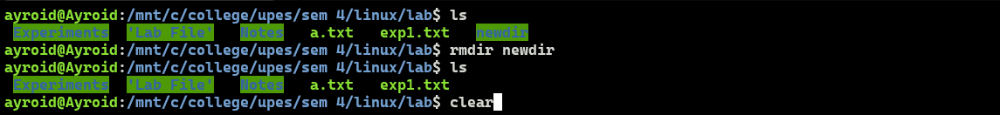 ayroid@Ayroid:/mnt/c/college/upes/sem 4/linux/lab$ ls
Experiments 'Lab File' Notes a.txt exp1.txt newdir
ayroid@Ayroid:/mnt/c/college/upes/sem 4/linux/lab$ rmdir newdir
ayroid@Ayroid:/mnt/c/college/upes/sem 4/linux/lab$ ls
Experiments 'Lab File' Notes a.txt exp1.txt
ayroid@Ayroid:/mnt/c/college/upes/sem 4/linux/lab$ clear